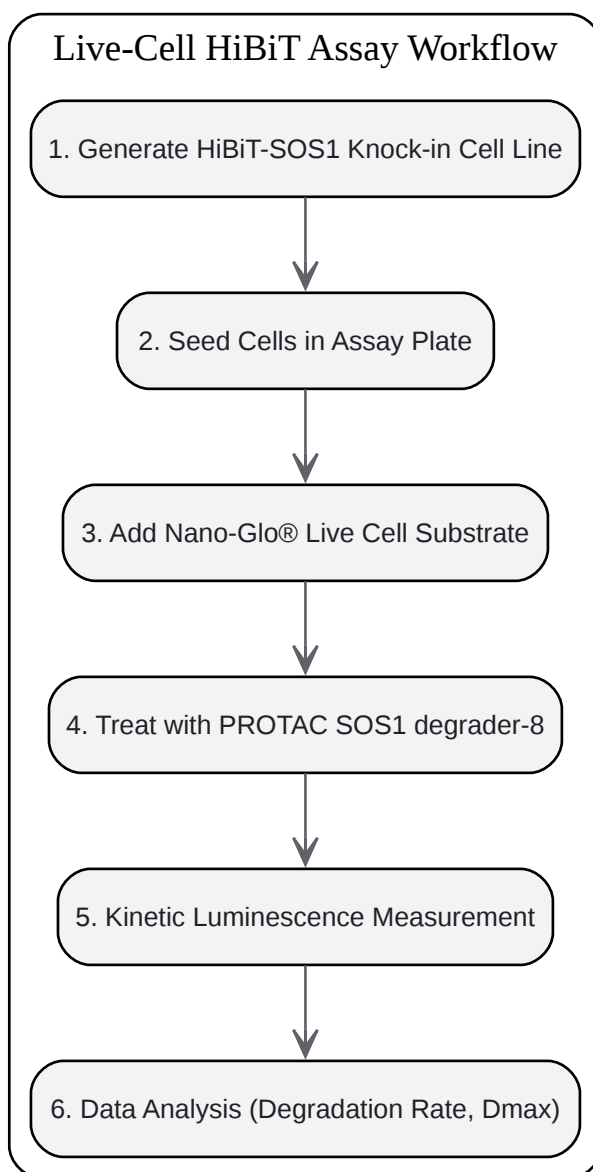 Live-Cell HiBiT Assay Workflow
1. Generate HiBiT-SOS1 Knock-in Cell Line
2. Seed Cells in Assay Plate
3. Add Nano-Glo® Live Cell Substrate
4. Treat with PROTAC SOS1 degrader-8
5. Kinetic Luminescence Measurement
6. Data Analysis (Degradation Rate, Dmax)